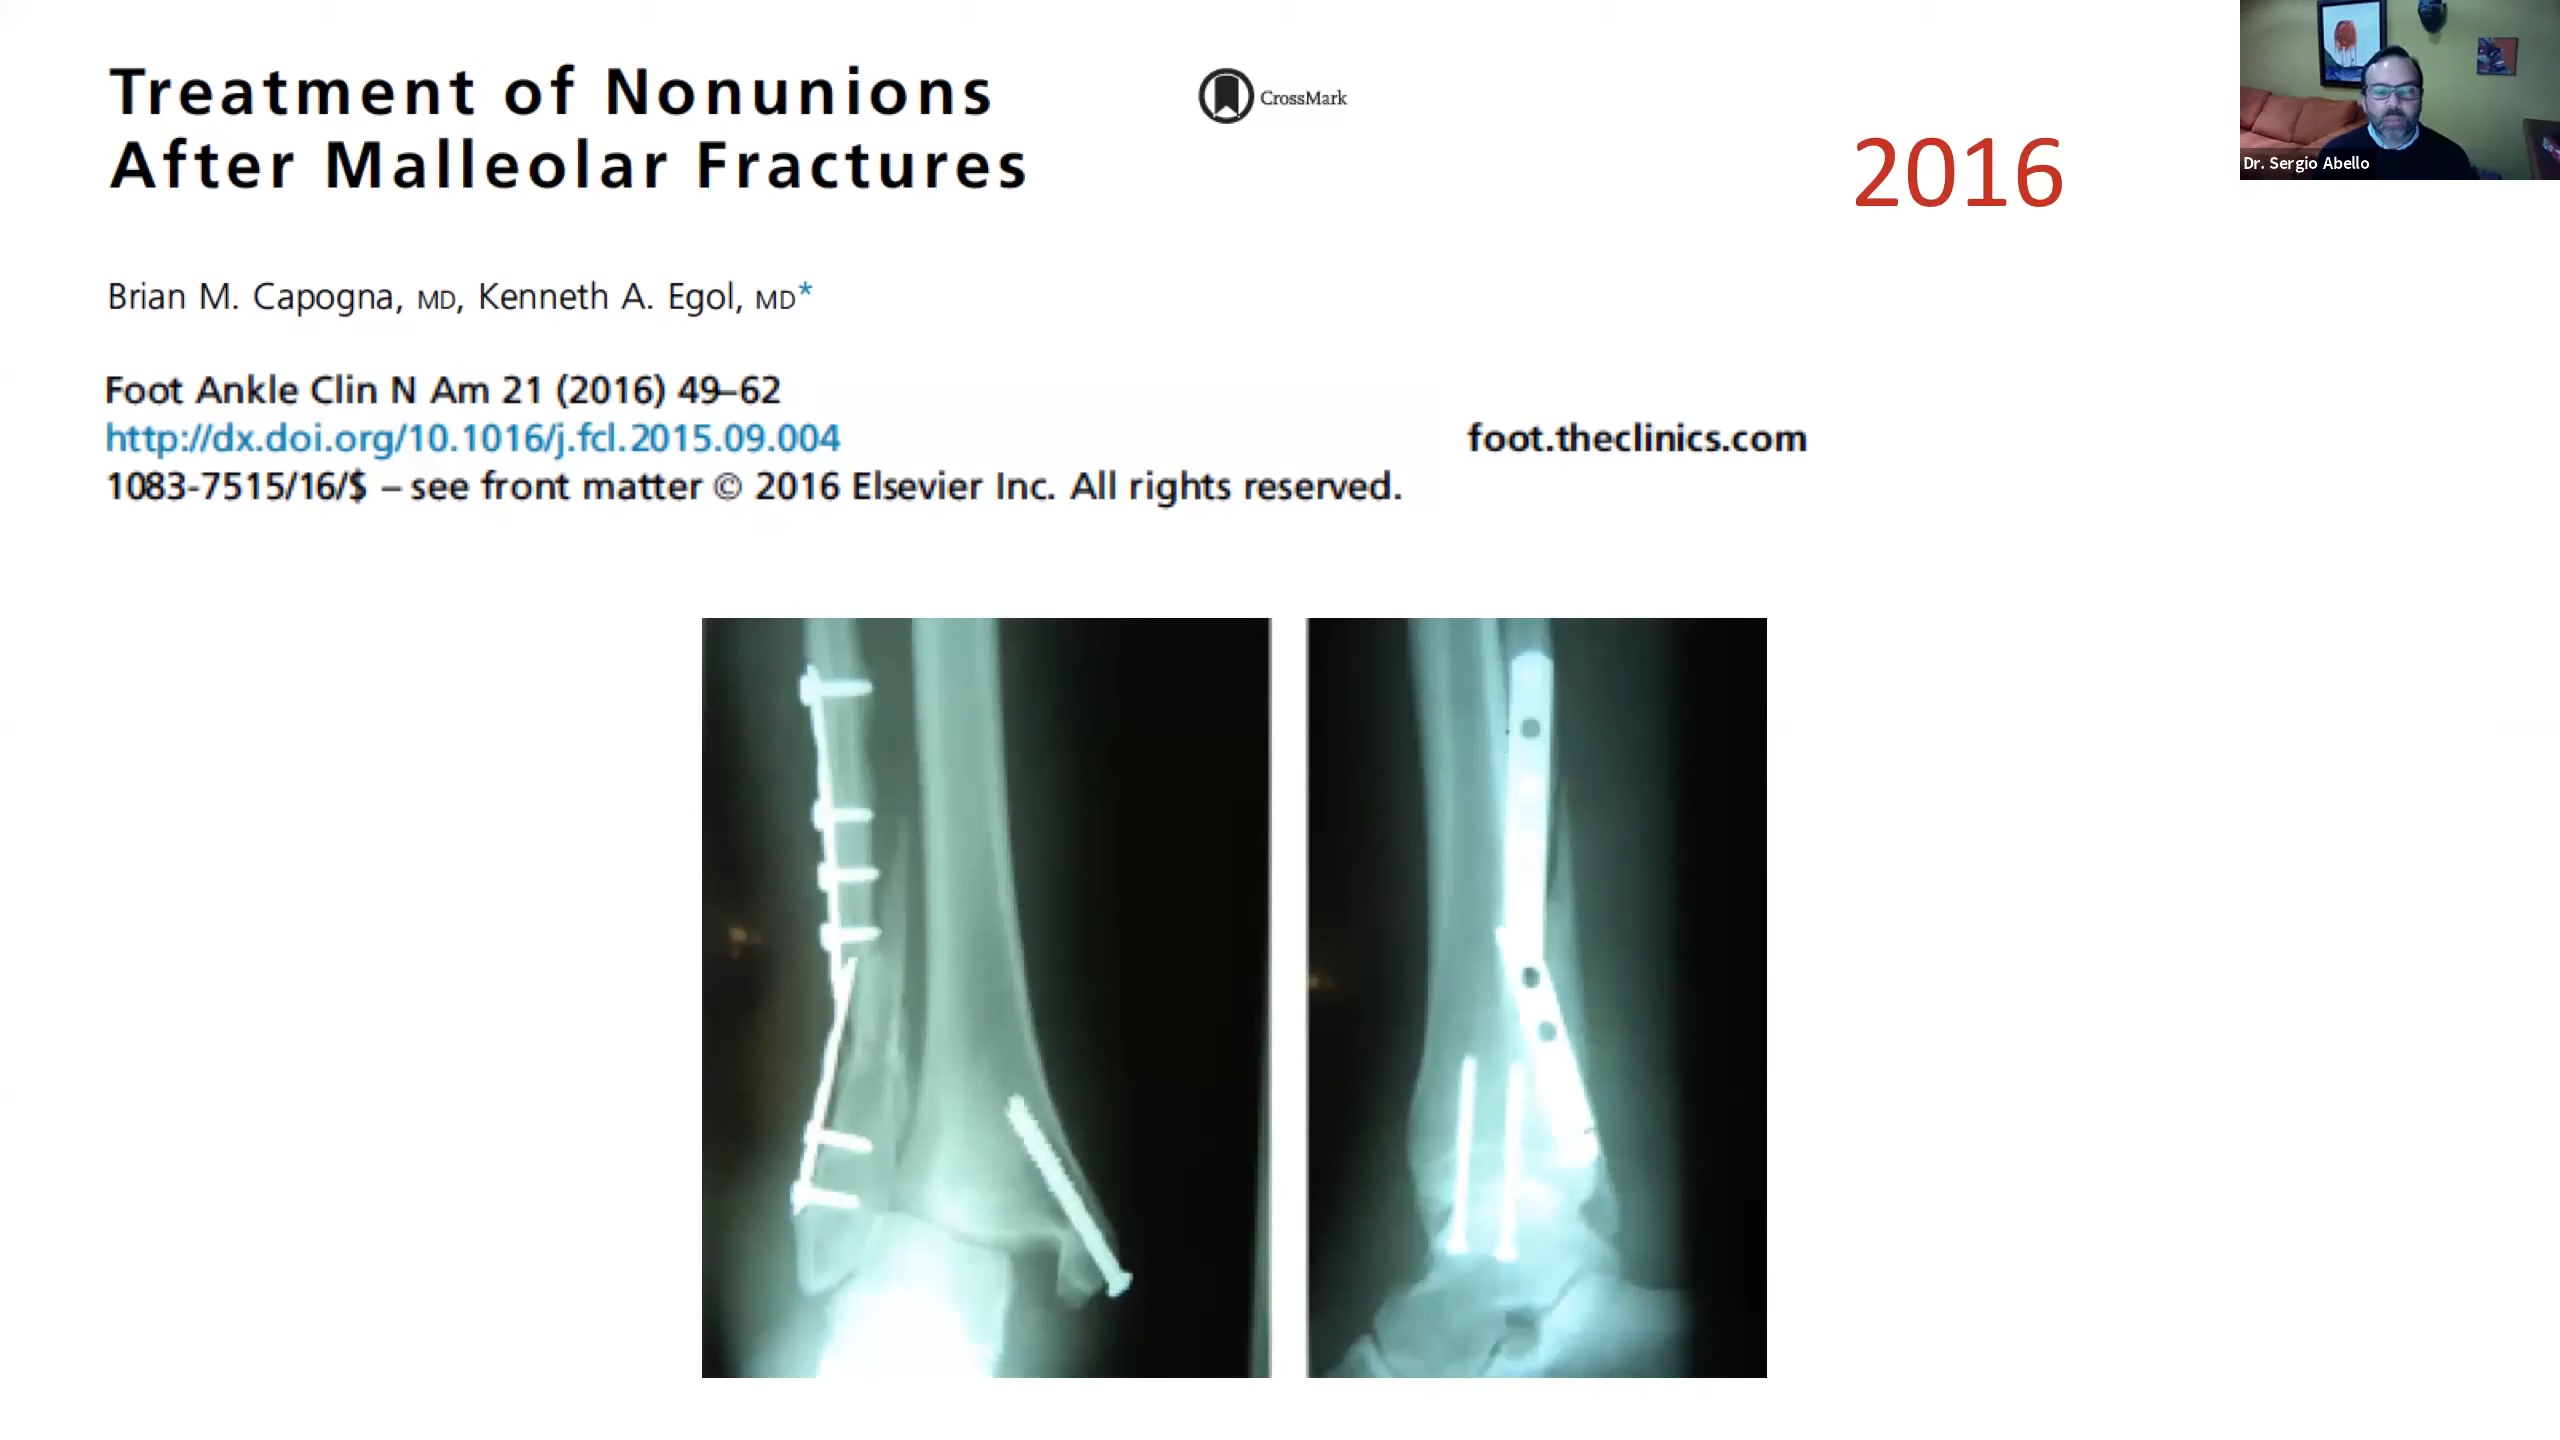 Treatment of Nonunions
After Malleolar Fractures
CrossMark
2016
Dr. Sergio Abello
Brian M. Capogna, MD, Kenneth A. Egol, MD*
Foot Ankle Clin N Am 21 (2016) 49–62
http://dx.doi.org/10.1016/j.fcl.2015.09.004
foot.theclinics.com
1083-7515/16/$ – see front matter © 2016 Elsevier Inc. All rights reserved.